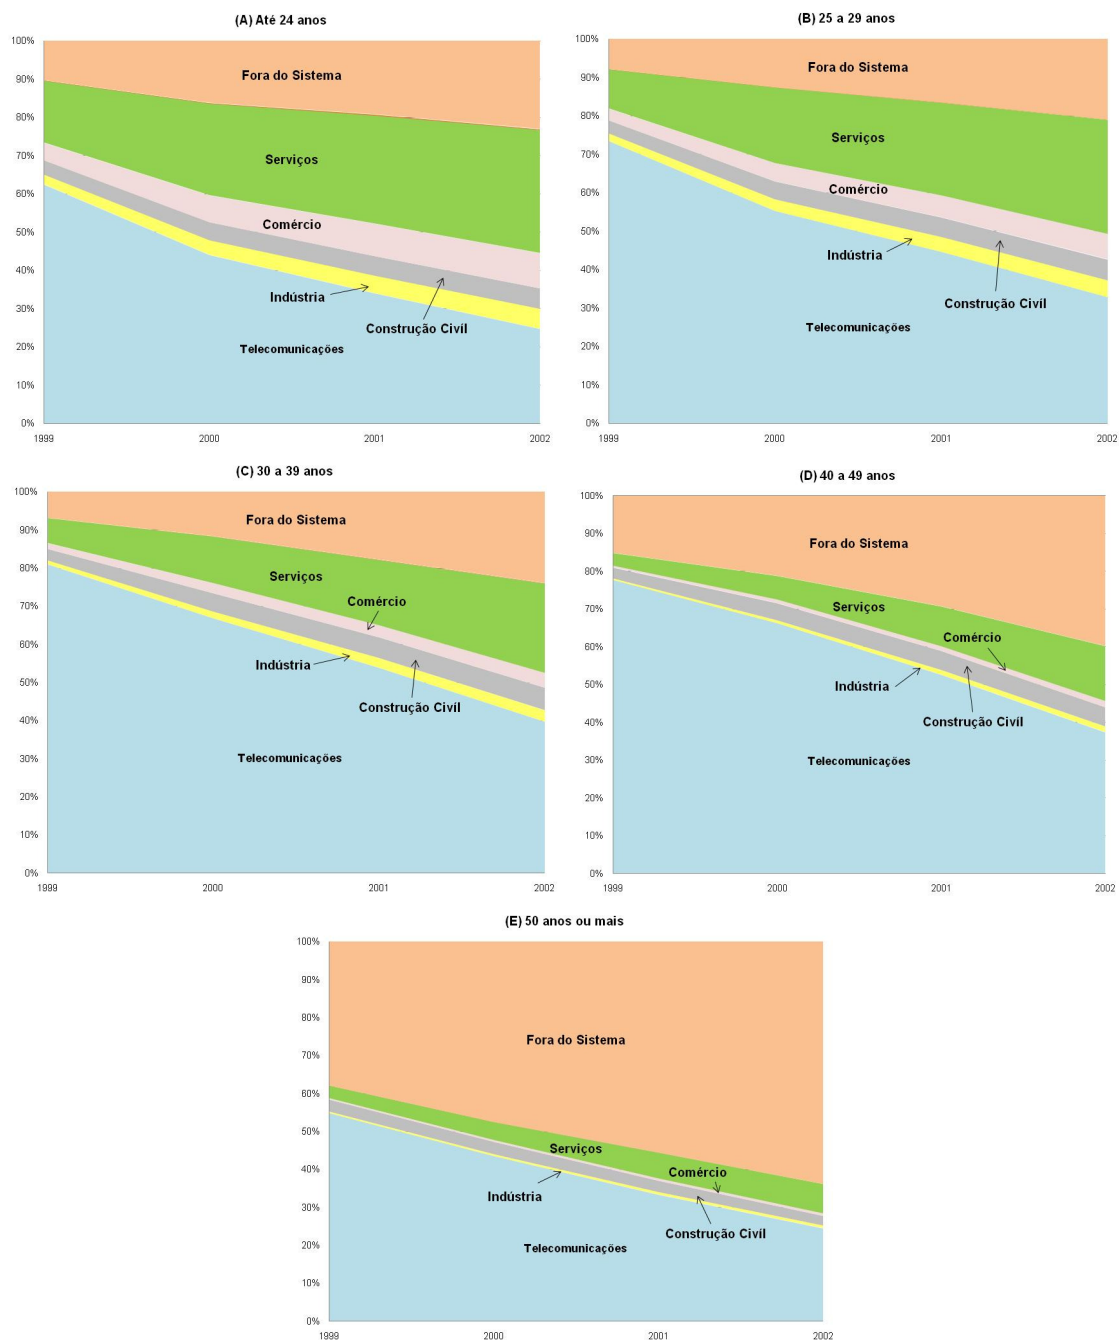 (A) Até 24 anos
100%
90%
80%
70%
60%
50%
40%
30%
20%
10%
0%
Fora do Sistema
Serviços
Comércio
Indústria
Construção Civíl
Telecomunicações
1999 2000 2001 2002
(B) 25 a 29 anos
100%
90%
80%
70%
60%
50%
40%
30%
20%
10%
0%
Fora do Sistema
Serviços
Comércio
Indústria
Construção Civíl
Telecomunicações
1999 2000 2001 2002
(C) 30 a 39 anos
100%
90%
80%
70%
60%
50%
40%
30%
20%
10%
0%
Fora do Sistema
Serviços
Comércio
Indústria
Construção Civíl
Telecomunicações
1999 2000 2001 2002
(D) 40 a 49 anos
100%
90%
80%
70%
60%
50%
40%
30%
20%
10%
0%
Fora do Sistema
Serviços
Comércio
Indústria
Construção Civíl
Telecomunicações
1999 2000 2001 2002
(E) 50 anos ou mais
100%
90%
80%
70%
60%
50%
40%
30%
20%
10%
0%
Fora do Sistema
Serviços
Comércio
Indústria
Construção Civíl
Telecomunicações
1999 2000 2001 2002